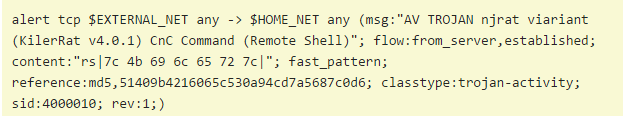 alert tcp $EXTERNAL_NET any -> $HOME_NET any (msg:"AV TROJAN njrat viariant
(KilerRat v4.0.1) CnC Command (Remote Shell)"; flow:from_server,established;
content:"rs|7c 4b 69 6c 65 72 7c|"; fast_pattern;
reference:md5,51409b4216065c530a94cd7a5687c0d6; classtype:trojan-activity;
sid:4000010; rev:1;)